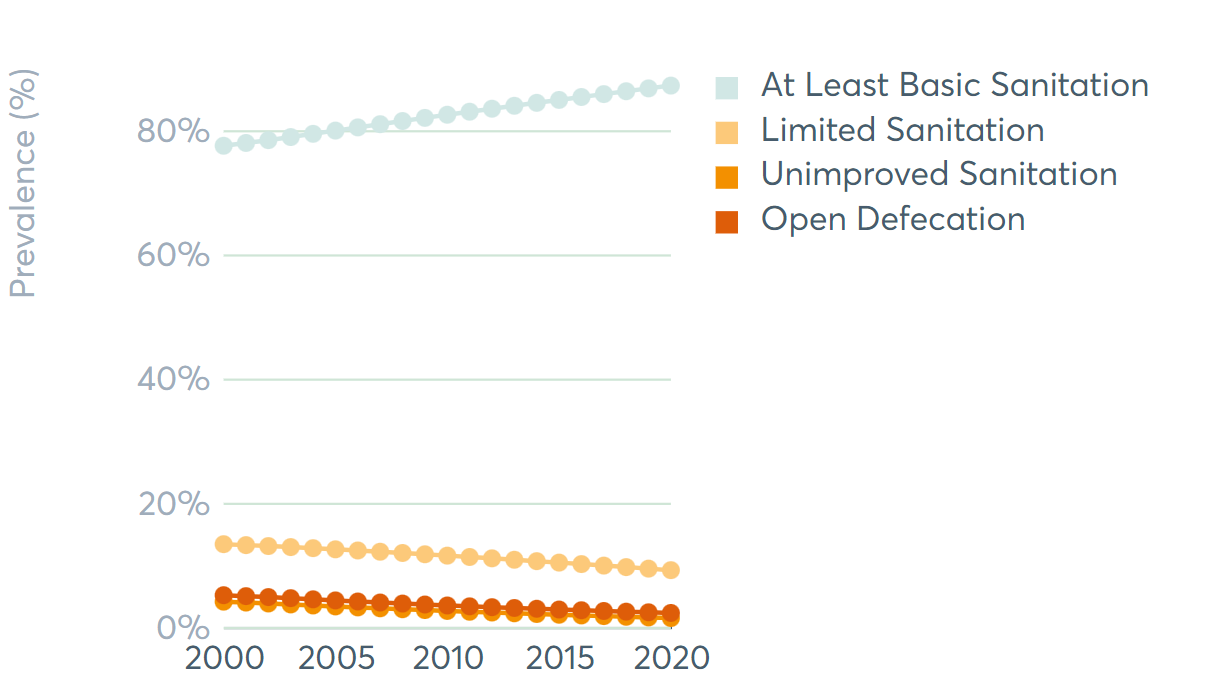 Prevalence (%)
80%
60%
40%
20%
0%
2000 2005 2010 2015 2020
At Least Basic Sanitation
Limited Sanitation
Unimproved Sanitation
Open Defecation